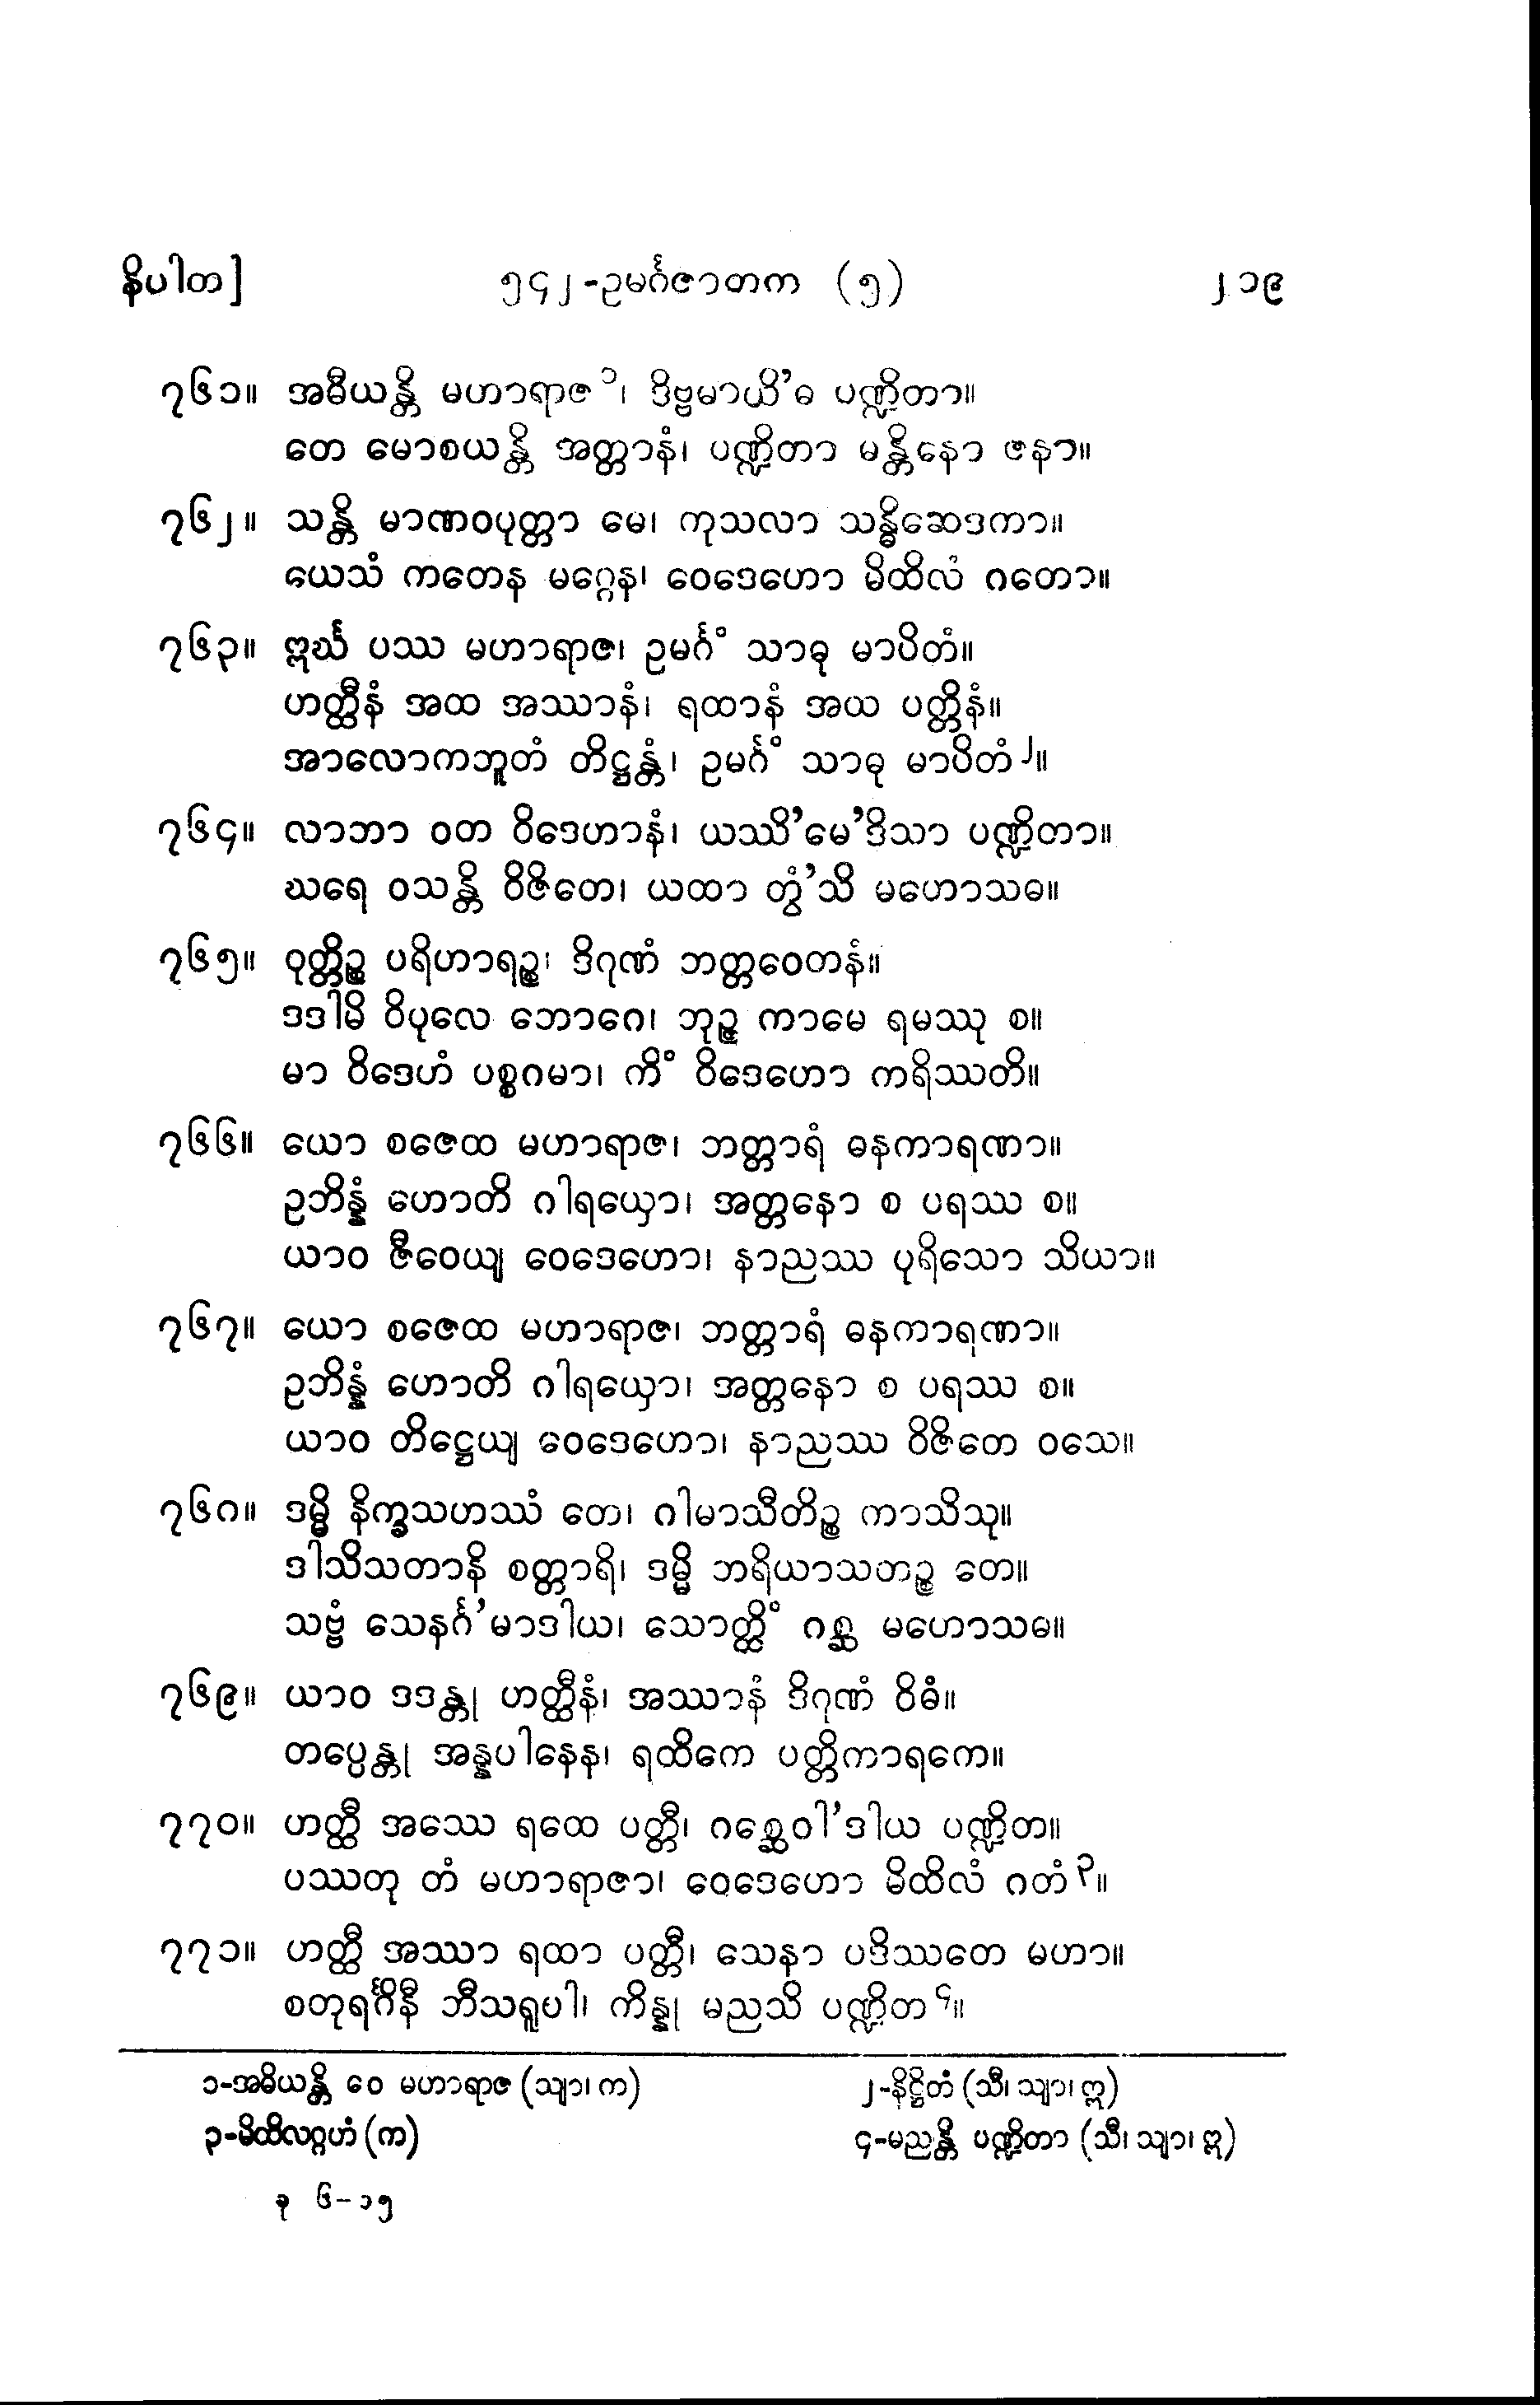 နိပါတ]
၅၄၂-ဥမင်္ဂဇာတက (၅)
၂၁၉
၇၆၁။ အဓီယန္တိ မဟာရာဇ ၁၊ ဒိဗ္ဗမာယိ’ဓ ပဏ္ဍိတာ။
တေ မောစယန္တိ အတ္တာနံ၊ ပဏ္ဍိတာ မန္တိနော ဇနာ။
၇၆၂။ သန္တိ မာဏဝပုတ္တာ မေ၊ ကုသလာ သန္ဓိဆေဒကာ။
ယေသံ ကတေန မဂ္ဂေန၊ ဝေဒေဟော မိထိလံ ဂတော။
၇၆၃။ ဣင်္ဃ ပဿ မဟာရာဇ၊ ဥမင်္ဂံ သာဓု မာပိတံ။
ဟတ္ထီနံ အထ အဿာနံ၊ ရထာနံ အယ ပတ္တိနံ။
အာလောကဘူတံ တိဋ္ဌန္တံ၊ ဥမင်္ဂံ သာဓု မာပိတံ ၂။
၇၆၄။ လာဘာ ဝတ ဝိဒေဟာနံ၊ ယဿိ’မေ’ဒိသာ ပဏ္ဍိတာ။
ဃရေ ဝသန္တိ ဝိဇိတေ၊ ယထာ တွံ’သိ မဟောသဓ။
၇၆၅။ ဝုတ္တိဉ္စ ပရိဟာရဉ္စ၊ ဒိဂုဏံ ဘတ္တဝေတနံ။
ဒဒါမိ ဝိပုလေ ဘောဂေ၊ ဘုဉ္ဇ ကာမေ ရမဿု စ။
မာ ဝိဒေဟံ ပစ္စဂမာ၊ ကိံ ဝိဒေဟော ကရိဿတိ။
၇၆၆။ ယော စဇေထ မဟာရာဇ၊ ဘတ္တာရံ ဓနကာရဏာ။
ဥဘိန္နံ ဟောတိ ဂါရယှော၊ အတ္တနော စ ပရဿ စ။
ယာဝ ဇီဝေယျ ဝေဒေဟော၊ နာညဿ ပုရိသော သိယာ။
၇၆၇။ ယော စဇေထ မဟာရာဇ၊ ဘတ္တာရံ ဓနကာရဏာ။
ဥဘိန္နံ ဟောတိ ဂါရယှော၊ အတ္တနော စ ပရဿ စ။
ယာဝ တိဋ္ဌေယျ ဝေဒေဟော၊ နာညဿ ဝိဇိတေ ဝသေ။
၇၆၈။ ဒမ္မိ နိက္ခသဟဿံ တေ၊ ဂါမာသီတိဉ္စ ကာသိသု။
ဒါသိသတာနိ စတ္တာရိ၊ ဒမ္မိ ဘရိယာသတဉ္စ တေ။
သဗ္ဗံ သေနင်္ဂ’မာဒါယ၊ သောတ္ထိံ ဂစ္ဆ မဟောသဓ။
၇၆၉။ ယာဝ ဒဒန္တု ဟတ္ထီနံ၊ အဿာနံ ဒိဂုဏံ ဝိဓံ။
တပ္ပေန္တု အန္နပါနေန၊ ရထိကေ ပတ္တိကာရကေ။
၇၇၀။ ဟတ္ထီ အဿေ ရထေ ပတ္တီ၊ ဂစ္ဆေဝါ’ဒါယ ပဏ္ဍိတ။
ပဿတု တံ မဟာရာဇာ၊ ဝေဒေဟော မိထိလံ ဂတံ ၃။
၇၇၁။ ဟတ္ထီ အဿာ ရထာ ပတ္တီ၊ သေနာ ပဒိဿတေ မဟာ။
စတုရင်္ဂိနီ ဘီသရူပါ၊ ကိန္နု မညသိ ပဏ္ဍိတ ၄။
၁-အဓိယန္တိ ဝေ မဟာရာဇ (သျာ၊ က)
၂-နိဋ္ဌိတံ (သီ၊ သျာ၊ ဣ)
၃-မိထိလဂ္ဂဟံ (က)
၄-မညန္တိ ပဏ္ဍိတာ (သီ၊ သျာ၊ ဣ)
ခု ၆-၁၅